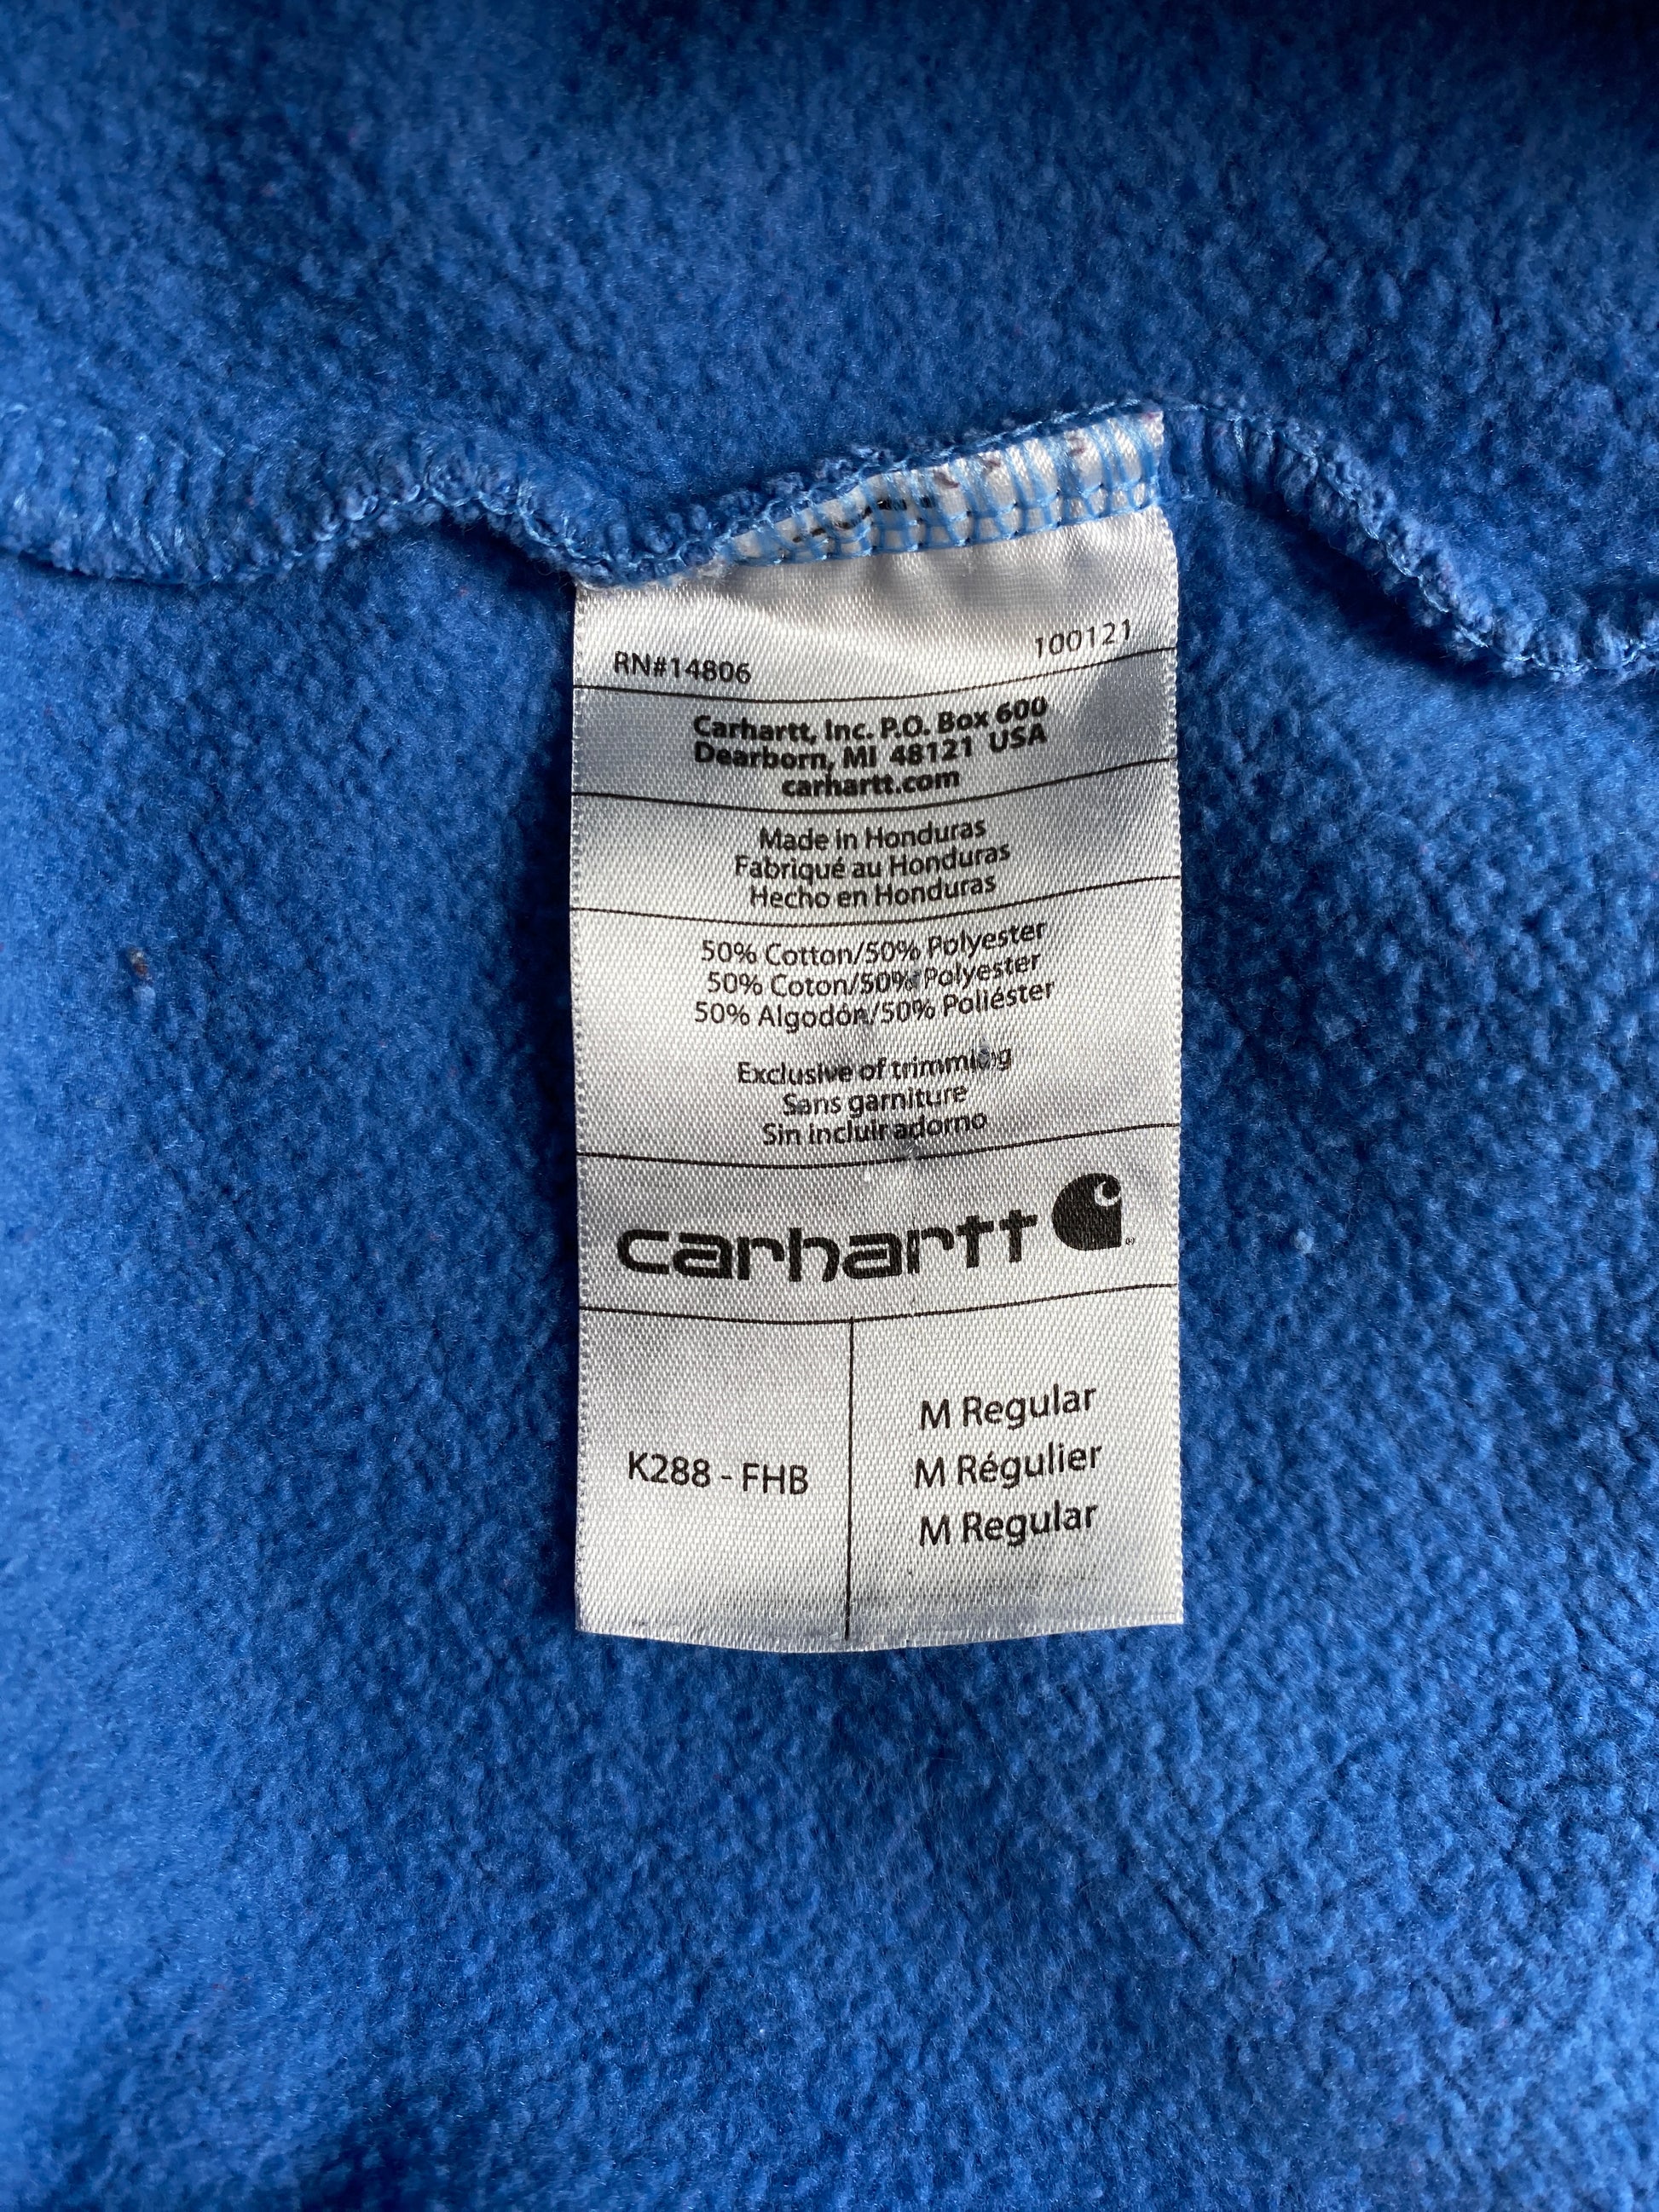 RN#14806 100121
Carhartt, Inc. P.O. Box 600
Dearborn, MI 48121 USA
carhartt.com
Made in Honduras
Fabriqué au Honduras
Hecho en Honduras
50% Cotton/50% Polyester
50% Coton/50% Polyester
50% Algodón/50% Poliéster
Exclusive of trimming
Sans garniture
Sin incluir adorno
carhartt
K288 - FHB
M Regular
M Régulier
M Regular